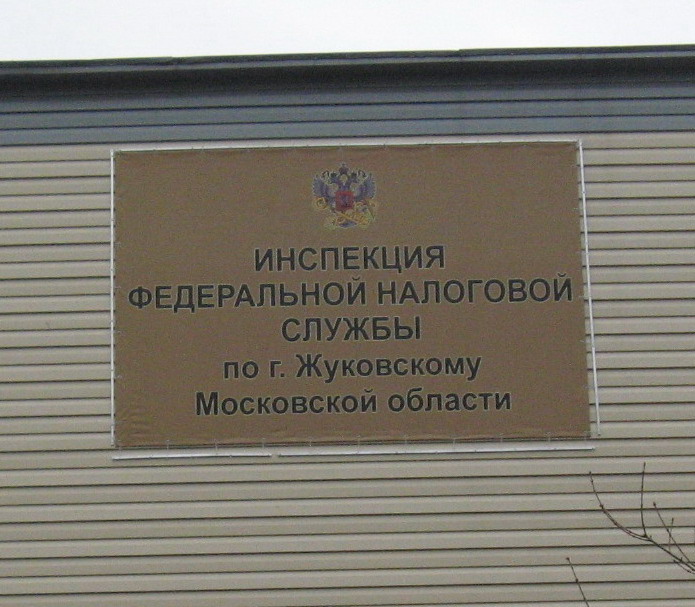 ИНСПЕКЦИЯ
ФЕДЕРАЛЬНОЙ НАЛОГОВОЙ
СЛУЖБЫ
по г. Жуковскому
Московской области